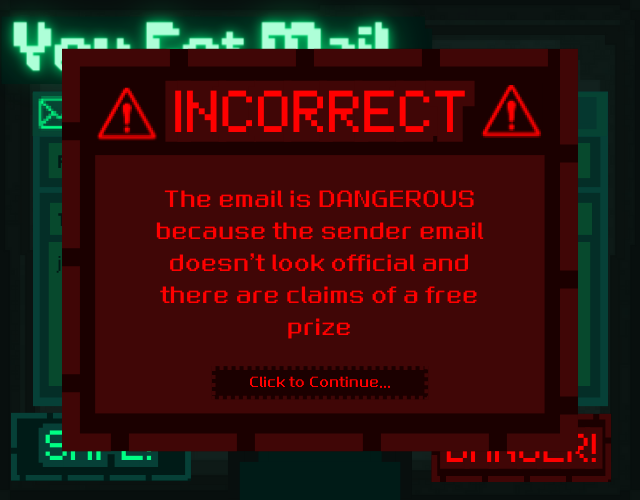 You Got Mail
INCORRECT
The email is DANGEROUS
because the sender email
doesn't look official and
there are claims of a free
prize
Click to Continue...
SAFE!
DANGER!